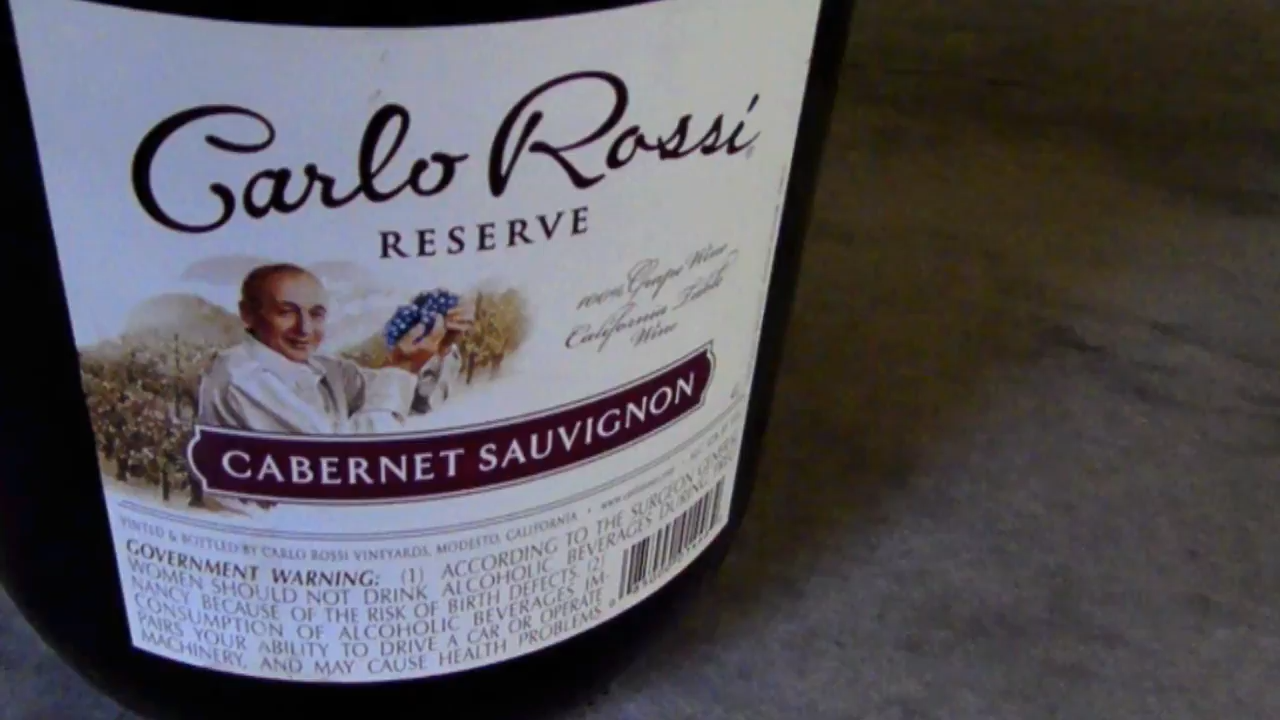 Carlo Rossi
RESERVE
100% Grape Wine
California Table
Wine
CABERNET SAUVIGNON
VINTED & BOTTLED BY CARLO ROSSI VINEYARDS, MODESTO, CALIFORNIA •
GOVERNMENT WARNING: (1) ACCORDING TO THE SURGEON GENERAL
WOMEN SHOULD NOT DRINK ALCOHOLIC BEVERAGES DURING PREG-
NANCY BECAUSE OF THE RISK OF BIRTH DEFECTS. (2)
CONSUMPTION OF ALCOHOLIC BEVERAGES IM-
PAIRS YOUR ABILITY TO DRIVE A CAR OR OPERATE
MACHINERY, AND MAY CAUSE HEALTH PROBLEMS.